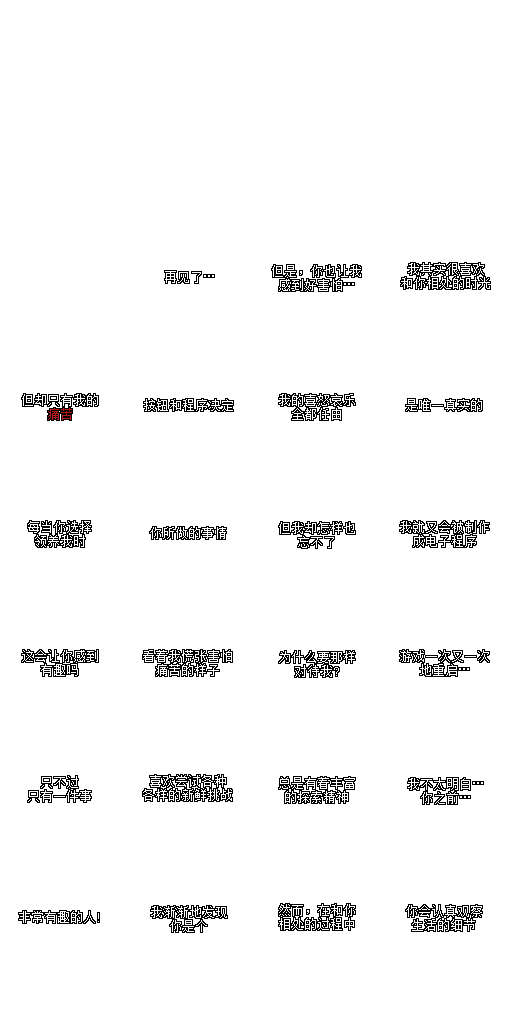 再见了…
但是，你也让我
感到好害怕…
我其实很喜欢
和你相处的时光
但却只有我的
痛苦
按钮和程序决定
我的喜怒哀乐
全都任由
是唯一真实的
每当你选择
领养我时
你所做的事情
但我却怎样也
忘不了
我就又会被制作
成电子程序
这会让你感到
有趣吗
看着我慌张害怕
痛苦的样子
为什么要那样
对待我？
游戏一次又一次
地重启…
只不过
只有一件事
喜欢尝试各种
各样的新鲜挑战
总是有着丰富
的探索精神
我不太明白…
你之前…
非常有趣的人！
我渐渐地发现
你是个
然而，在和你
相处的过程中
你会认真观察
生活的细节